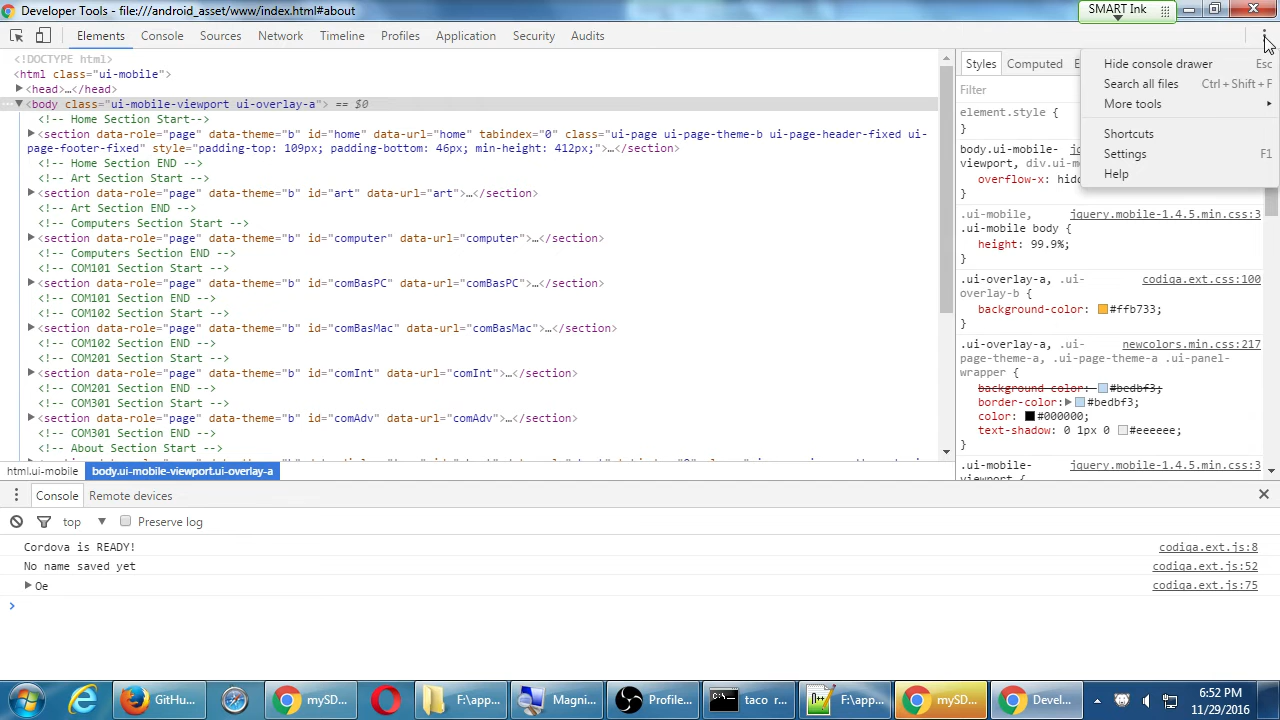 Developer Tools - file:///android_asset/www/index.html#about
SMART Ink
Elements Console Sources Network Timeline Profiles Application Security Audits
<!DOCTYPE html>
<html class="ui-mobile">
<head>…</head>
<body class="ui-mobile-viewport ui-overlay-a"> == $0
<!-- Home Section Start-->
<section data-role="page" data-theme="b" id="home" data-url="home" tabindex="0" class="ui-page ui-page-theme-b ui-page-header-fixed ui-
page-footer-fixed" style="padding-top: 109px; padding-bottom: 46px; min-height: 412px;">…</section>
<!-- Home Section END -->
<!-- Art Section Start -->
<section data-role="page" data-theme="b" id="art" data-url="art">…</section>
<!-- Art Section END -->
<!-- Computers Section Start -->
<section data-role="page" data-theme="b" id="computer" data-url="computer">…</section>
<!-- Computers Section END -->
<!-- COM101 Section Start -->
<section data-role="page" data-theme="b" id="comBasPC" data-url="comBasPC">…</section>
<!-- COM101 Section END -->
<!-- COM102 Section Start -->
<section data-role="page" data-theme="b" id="comBasMac" data-url="comBasMac">…</section>
<!-- COM102 Section END -->
<!-- COM201 Section Start -->
<section data-role="page" data-theme="b" id="comInt" data-url="comInt">…</section>
<!-- COM201 Section END -->
<!-- COM301 Section Start -->
<section data-role="page" data-theme="b" id="comAdv" data-url="comAdv">…</section>
<!-- COM301 Section END -->
<!-- About Section Start -->
html.ui-mobile body.ui-mobile-viewport.ui-overlay-a
Styles Computed
Filter
element.style {
}
body.ui-mobile-
viewport, div.ui-mo
overflow-x: hidd
}
.ui-mobile, jquery.mobile-1.4.5.min.css:3
.ui-mobile body {
height: 99.9%;
}
.ui-overlay-a, .ui- codiqa.ext.css:100
overlay-b {
background-color: #ffb733;
}
.ui-overlay-a, .ui- newcolors.min.css:217
page-theme-a, .ui-page-theme-a .ui-panel-
wrapper {
background-color: #bedbf3;
border-color: #bedbf3;
color: #000000;
text-shadow: 0 1px 0 #eeeeee;
}
.ui-mobile- jquery.mobile-1.4.5.min.css:3
Hide console drawer Esc
Search all files Ctrl + Shift + F
More tools
Shortcuts
Settings F1
Help
Console Remote devices
top Preserve log
Cordova is READY! codiqa.ext.js:8
No name saved yet codiqa.ext.js:52
Oe codiqa.ext.js:75
>
GitHu... mySD... F:\app... Magni... Profile... taco r... F:\app... mySD... Devel...
6:52 PM
11/29/2016